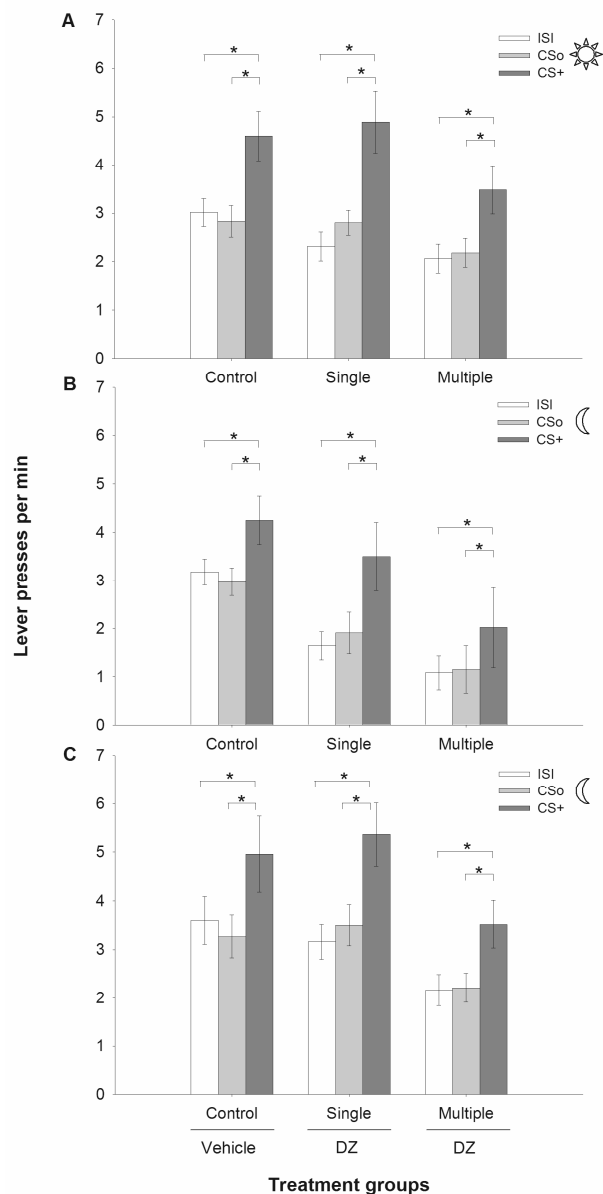 A
7
6
5
4
3
2
1
0
ISI
CSo
CS+
* * *
* * *
Control Single Multiple
B
7
6
5
4
3
2
1
0
ISI
CSo
CS+
* * *
* * *
Control Single Multiple
Lever presses per min
C
7
6
5
4
3
2
1
0
ISI
CSo
CS+
* * *
* * *
Control Single Multiple
Vehicle DZ DZ
Treatment groups